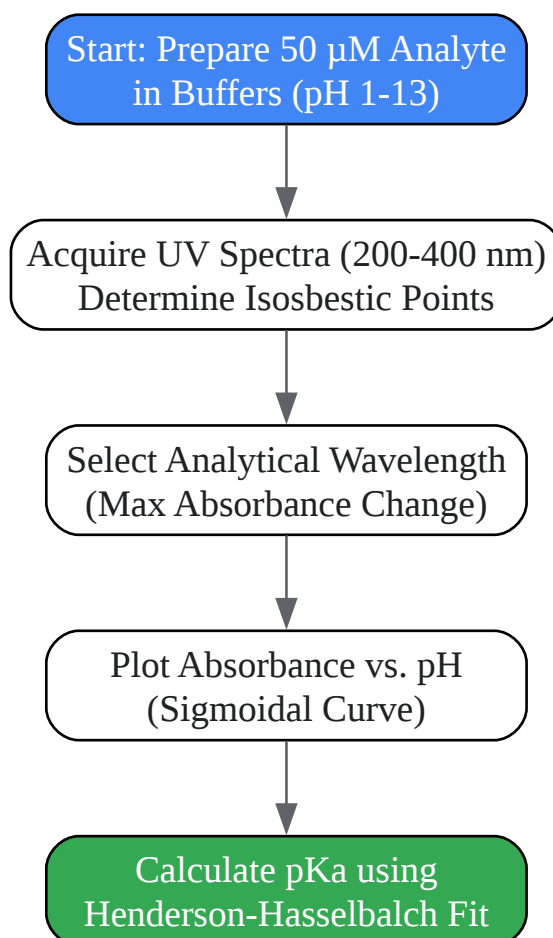 Start: Prepare 50 µM Analyte
in Buffers (pH 1-13)
Acquire UV Spectra (200-400 nm)
Determine Isosbestic Points
Select Analytical Wavelength
(Max Absorbance Change)
Plot Absorbance vs. pH
(Sigmoidal Curve)
Calculate pKa using
Henderson-Hasselbalch Fit